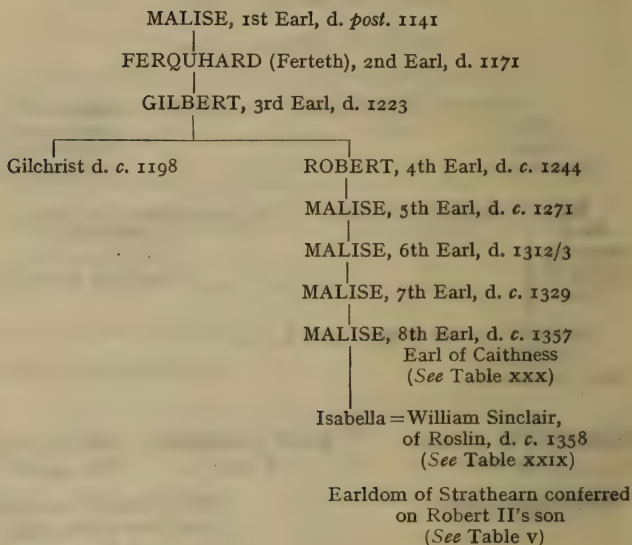 MALISE, 1st Earl, d. post. 1141
FERQUHARD (Ferteth), 2nd Earl, d. 1171
GILBERT, 3rd Earl, d. 1223
Gilchrist d. c. 1198 ROBERT, 4th Earl, d. c. 1244
MALISE, 5th Earl, d. c. 1271
MALISE, 6th Earl, d. 1312/3
MALISE, 7th Earl, d. c. 1329
MALISE, 8th Earl, d. c. 1357
Earl of Caithness
(See Table XXX)
Isabella = William Sinclair,
of Roslin, d. c. 1358
(See Table XXIX)
Earldom of Strathearn conferred
on Robert II's son
(See Table V)